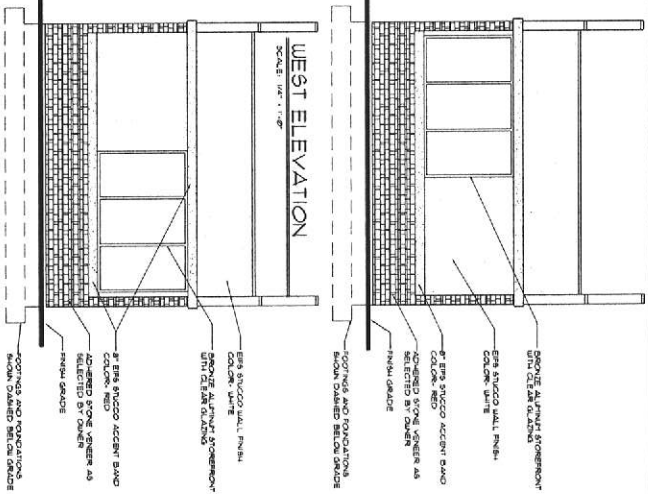 BRONZE ALUMINUM STOREFRONT
WITH CLEAR GLAZING
EIFS STUCCO WALL FINISH
COLOR: WHITE
8" EIFS STUCCO ACCENT BAND
COLOR: RED
ADHERED STONE VENEER AS
SELECTED BY OWNER
FINISH GRADE
FOOTINGS AND FOUNDATIONS
SHOWN DASHED BELOW GRADE
WEST ELEVATION
SCALE: 1/4" = 1'-0"
EIFS STUCCO WALL FINISH
COLOR: WHITE
BRONZE ALUMINUM STOREFRONT
WITH CLEAR GLAZING
8" EIFS STUCCO ACCENT BAND
COLOR: RED
ADHERED STONE VENEER AS
SELECTED BY OWNER
FINISH GRADE
FOOTINGS AND FOUNDATIONS
SHOWN DASHED BELOW GRADE